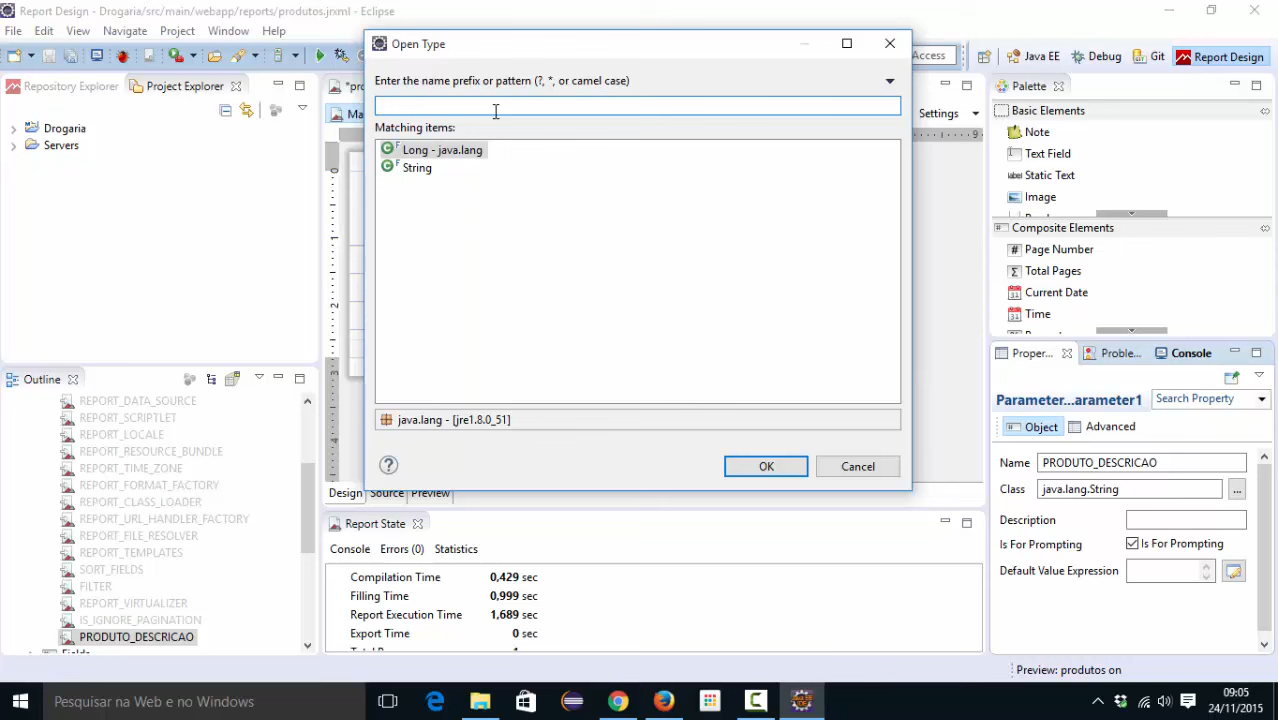 Report Design - Drogaria/src/main/webapp/reports/produtos.jrxml - Eclipse
File Edit View Navigate Project Window Help
Access Java EE Debug Git Report Design
Repository Explorer Project Explorer
Drogaria
Servers
Settings
9
0
1
2
3
4
Open Type
Enter the name prefix or pattern (?, *, or camel case)
Matching items:
Long - java.lang
String
java.lang - [jre1.8.0_51]
OK Cancel
Design Source Preview
Palette
Basic Elements
Note
Text Field
Static Text
Image
Composite Elements
Page Number
Total Pages
Current Date
Time
Outline
REPORT_DATA_SOURCE
REPORT_SCRIPTLET
REPORT_LOCALE
REPORT_RESOURCE_BUNDLE
REPORT_TIME_ZONE
REPORT_FORMAT_FACTORY
REPORT_CLASS_LOADER
REPORT_URL_HANDLER_FACTORY
REPORT_FILE_RESOLVER
REPORT_TEMPLATES
SORT_FIELDS
FILTER
REPORT_VIRTUALIZER
IS_IGNORE_PAGINATION
PRODUTO_DESCRICAO
Fields
Report State
Console Errors (0) Statistics
Compilation Time 0,429 sec
Filling Time 0,999 sec
Report Execution Time 1,689 sec
Export Time 0 sec
Proper... Proble... Console
Parameter...arameter1 Search Property
Object Advanced
Name PRODUTO_DESCRICAO
Class java.lang.String ...
Description
Is For Prompting Is For Prompting
Default Value Expression
Preview: produtos on
Pesquisar na Web e no Windows
09:05
24/11/2015